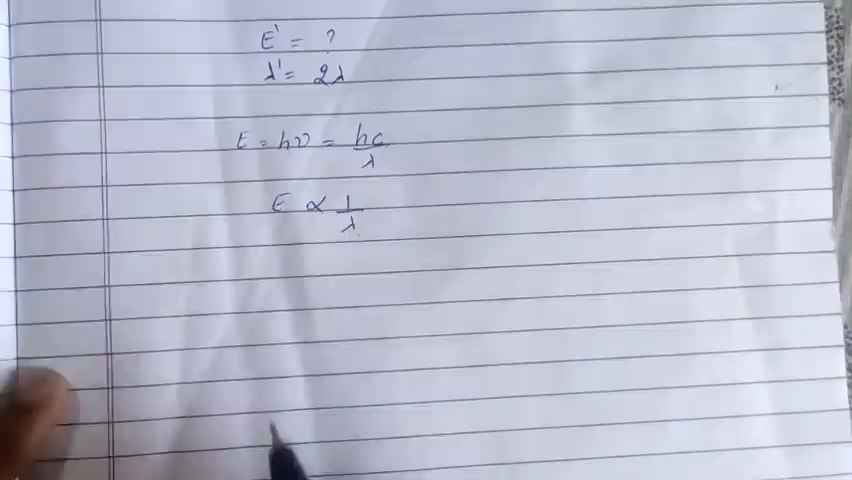 E' = ?
λ' = 2λ
E = hν = hc/λ
E ∝ 1/λ